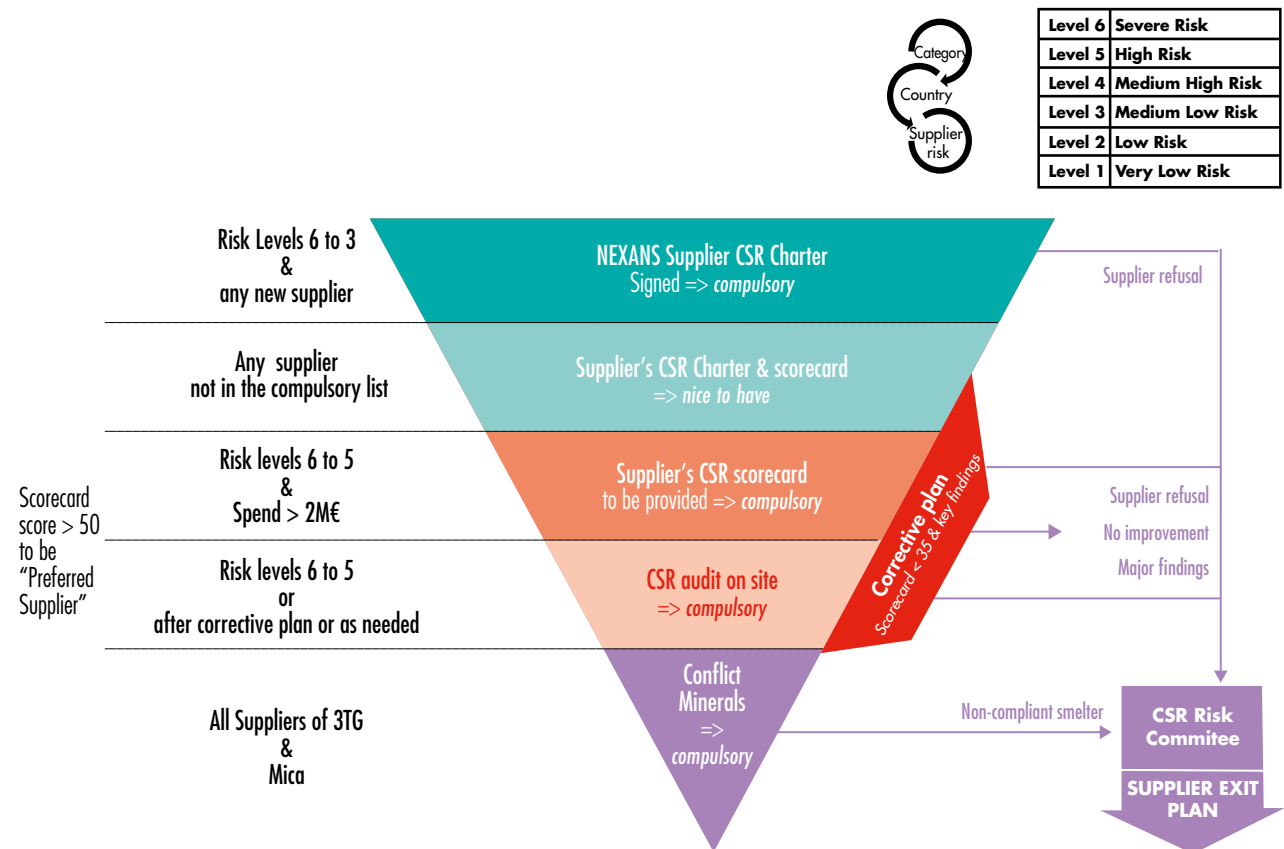 Category
Country
Supplier
risk
Level 6 Severe Risk
Level 5 High Risk
Level 4 Medium High Risk
Level 3 Medium Low Risk
Level 2 Low Risk
Level 1 Very Low Risk
Risk Levels 6 to 3
&
any new supplier
NEXANS Supplier CSR Charter
Signed => compulsory
Supplier refusal
Any supplier
not in the compulsory list
Supplier's CSR Charter & scorecard
=> nice to have
Scorecard
score > 50
to be
“Preferred
Supplier”
Risk levels 6 to 5
&
Spend > 2M€
Supplier's CSR scorecard
to be provided => compulsory
Corrective plan
Scorecard < 35 & key findings
Supplier refusal
No improvement
Major findings
Risk levels 6 to 5
or
after corrective plan or as needed
CSR audit on site
=> compulsory
All Suppliers of 3TG
&
Mica
Conflict
Minerals
=>
compulsory
Non-compliant smelter
CSR Risk
Commitee
SUPPLIER EXIT
PLAN